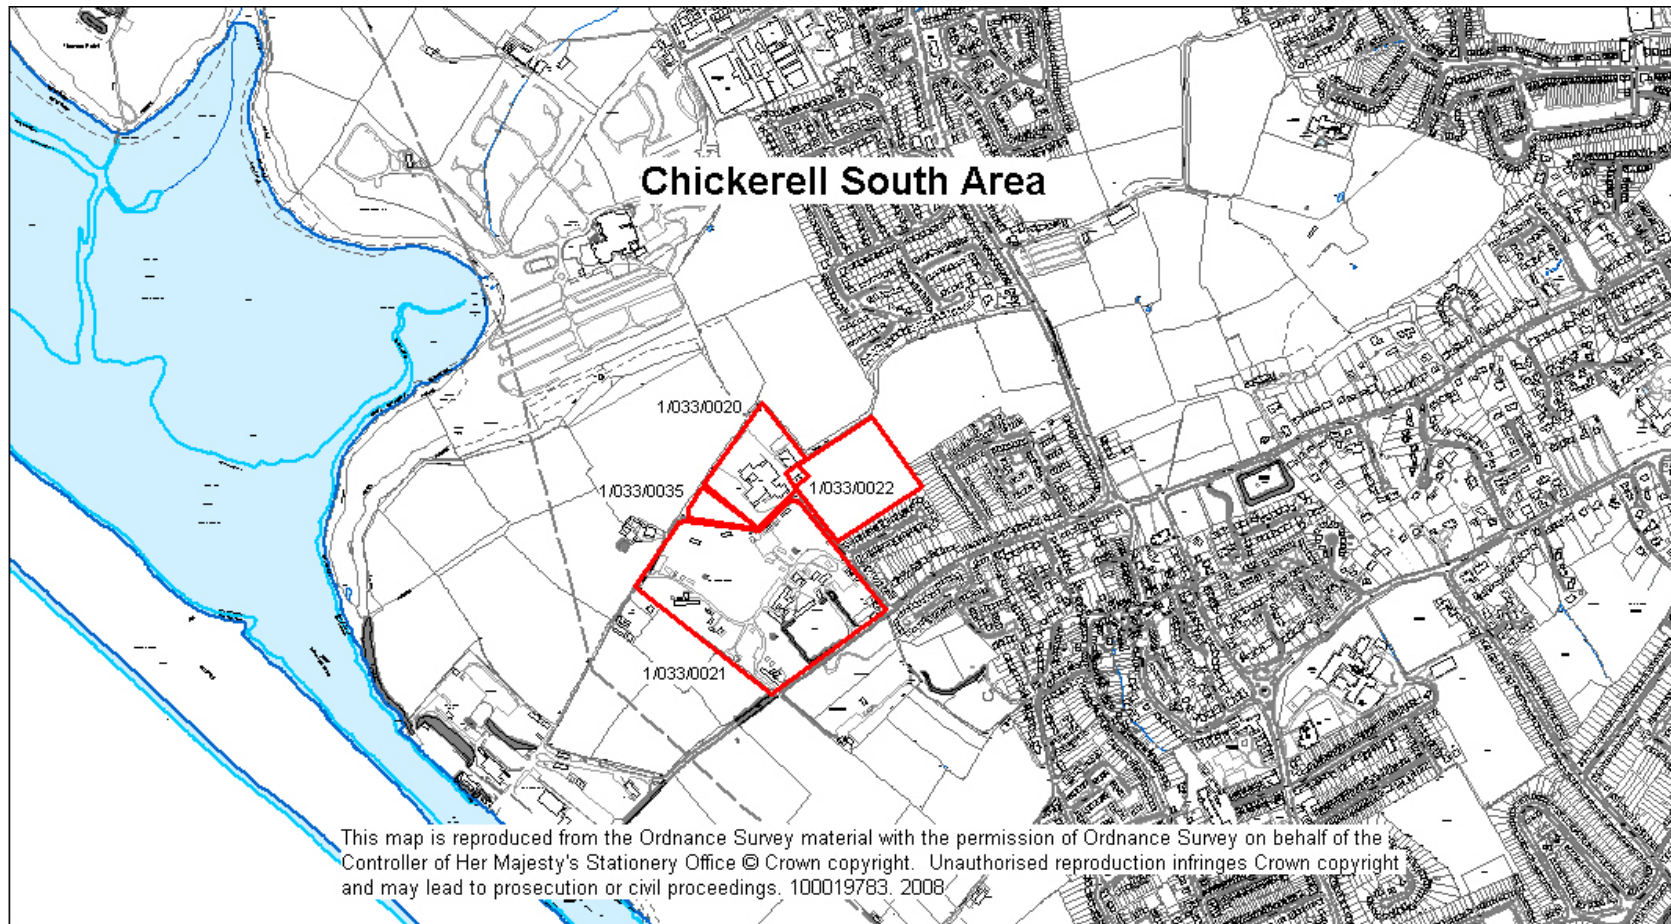 Chickerell South Area
1/033/0020
1/033/0035
1/033/0022
1/033/0021
This map is reproduced from the Ordnance Survey material with the permission of Ordnance Survey on behalf of the
Controller of Her Majesty's Stationery Office © Crown copyright. Unauthorised reproduction infringes Crown copyright
and may lead to prosecution or civil proceedings. 100019783. 2008